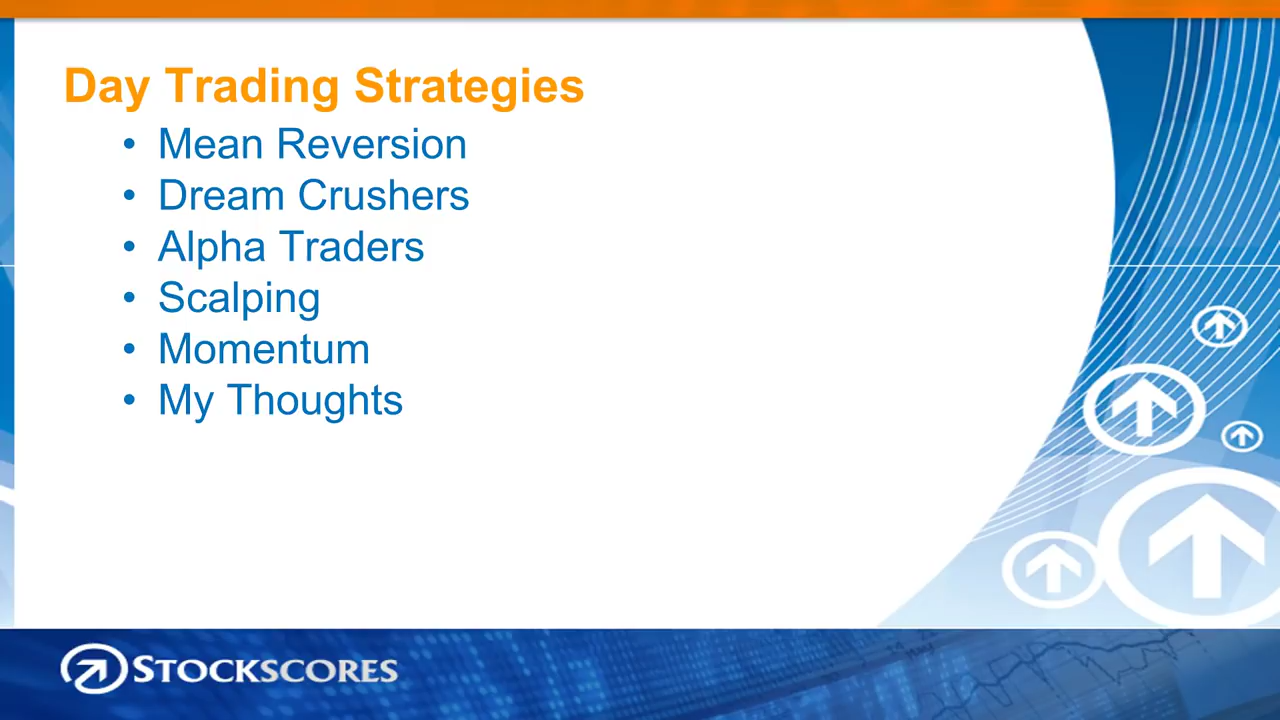 Day Trading Strategies
• Mean Reversion
• Dream Crushers
• Alpha Traders
• Scalping
• Momentum
• My Thoughts
STOCKSCORES